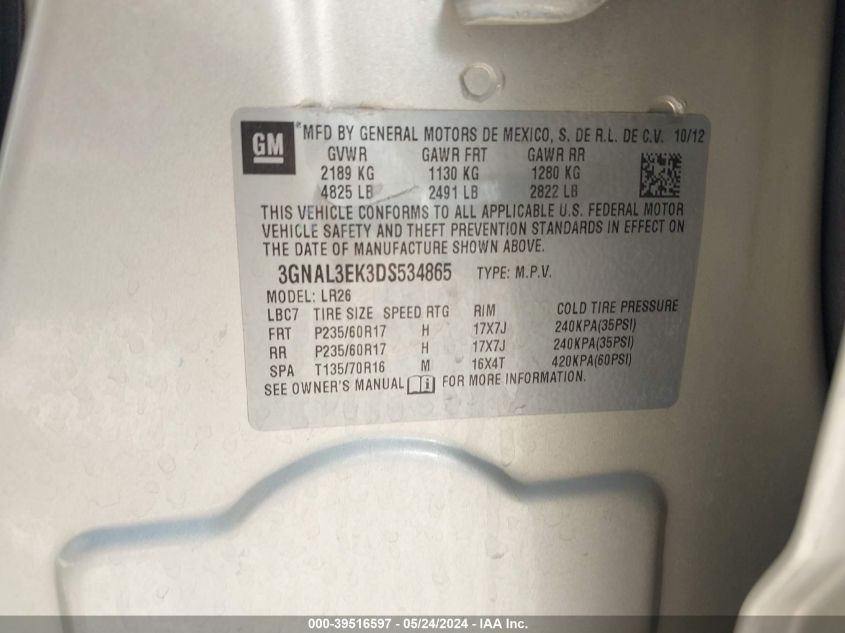 GM
*MFD BY GENERAL MOTORS DE MEXICO, S. DE R.L. DE C.V. 10/12
GVWR GAWR FRT GAWR RR
2189 KG 1130 KG 1280 KG
4825 LB 2491 LB 2822 LB
THIS VEHICLE CONFORMS TO ALL APPLICABLE U.S. FEDERAL MOTOR
VEHICLE SAFETY AND THEFT PREVENTION STANDARDS IN EFFECT ON
THE DATE OF MANUFACTURE SHOWN ABOVE.
3GNAL3EK3DS534865 TYPE: M.P.V.
MODEL: LR26
LBC7 TIRE SIZE SPEED RTG RIM COLD TIRE PRESSURE
FRT P235/60R17 H 17X7J 240KPA(35PSI)
RR P235/60R17 H 17X7J 240KPA(35PSI)
SPA T135/70R16 M 16X4T 420KPA(60PSI)
SEE OWNER'S MANUAL i FOR MORE INFORMATION.
000-39516597 - 05/24/2024 - IAA Inc.